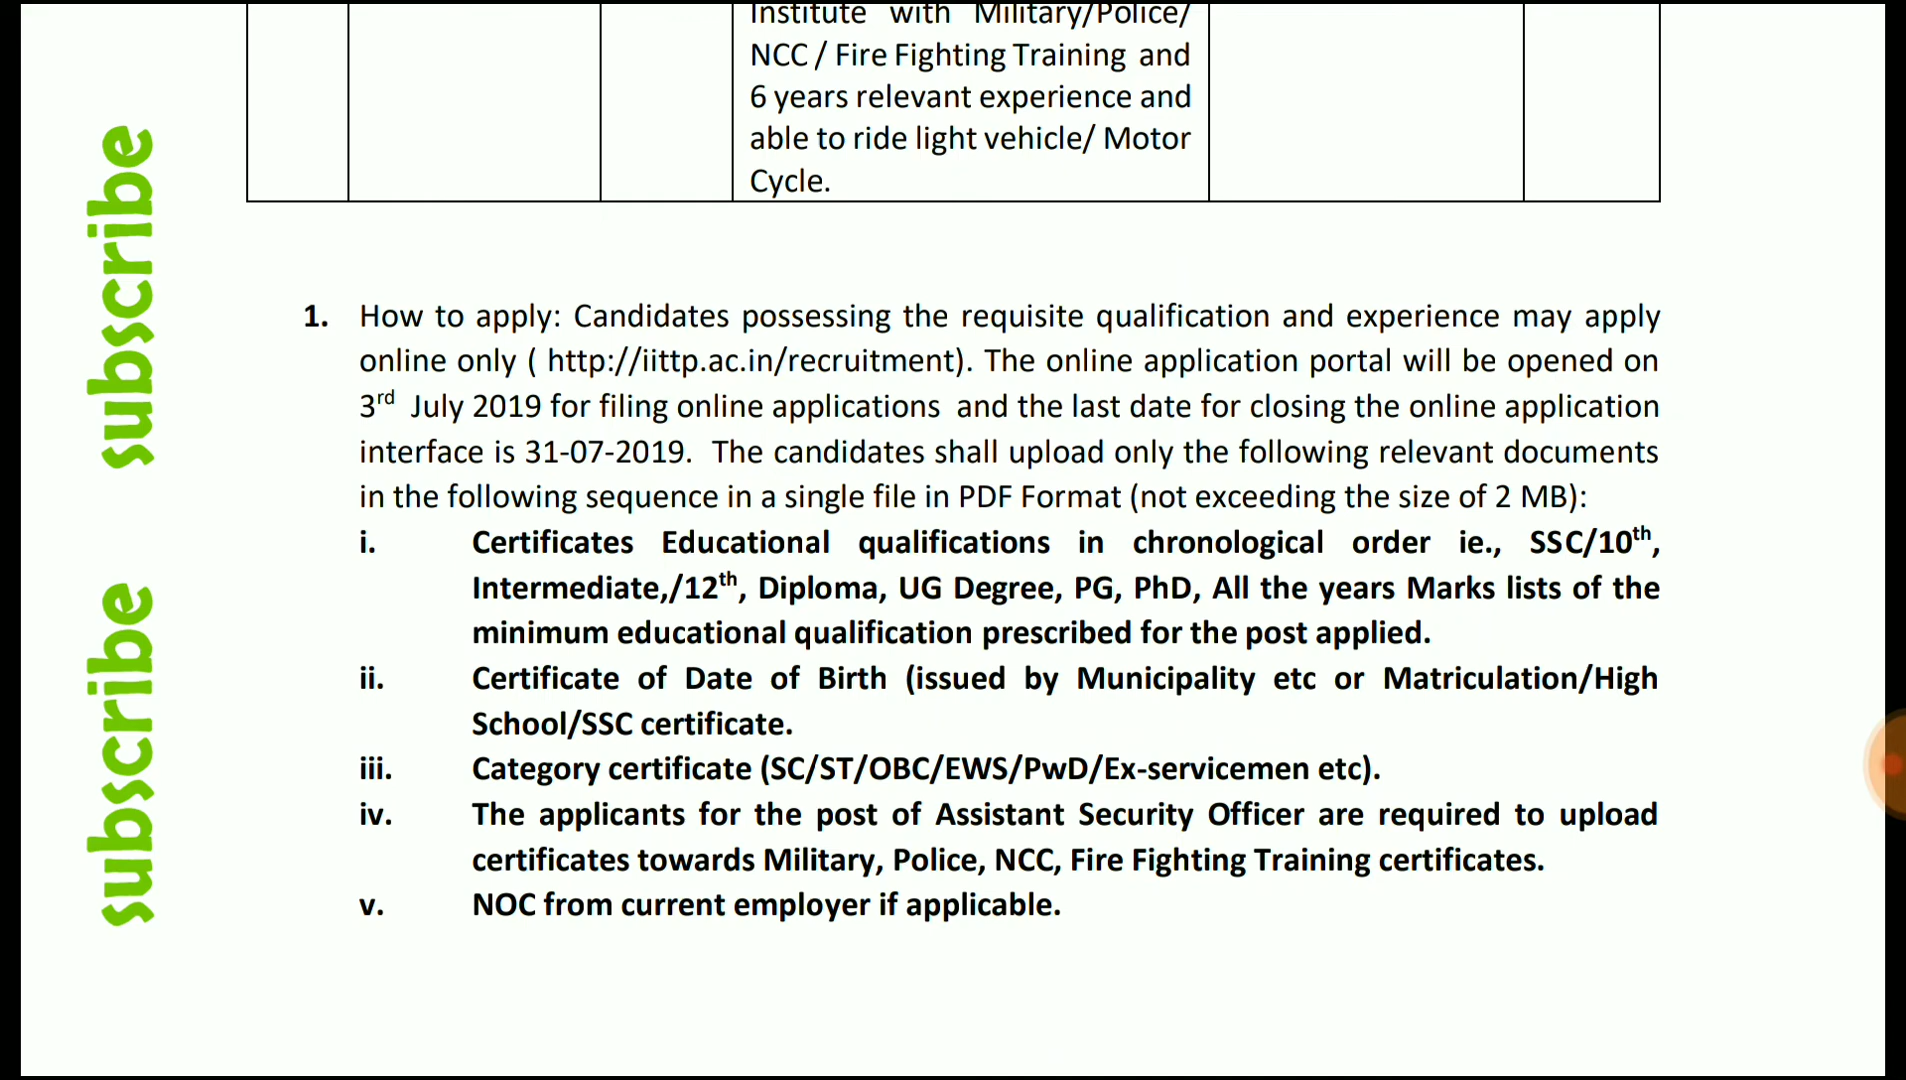 Institute with Military/Police/
NCC / Fire Fighting Training and
6 years relevant experience and
able to ride light vehicle/ Motor
Cycle.
subscribe
subscribe
1. How to apply: Candidates possessing the requisite qualification and experience may apply
online only ( http://iittp.ac.in/recruitment). The online application portal will be opened on
3rd July 2019 for filing online applications and the last date for closing the online application
interface is 31-07-2019. The candidates shall upload only the following relevant documents
in the following sequence in a single file in PDF Format (not exceeding the size of 2 MB):
i. Certificates Educational qualifications in chronological order ie., SSC/10th,
Intermediate,/12th, Diploma, UG Degree, PG, PhD, All the years Marks lists of the
minimum educational qualification prescribed for the post applied.
ii. Certificate of Date of Birth (issued by Municipality etc or Matriculation/High
School/SSC certificate.
iii. Category certificate (SC/ST/OBC/EWS/PwD/Ex-servicemen etc).
iv. The applicants for the post of Assistant Security Officer are required to upload
certificates towards Military, Police, NCC, Fire Fighting Training certificates.
v. NOC from current employer if applicable.